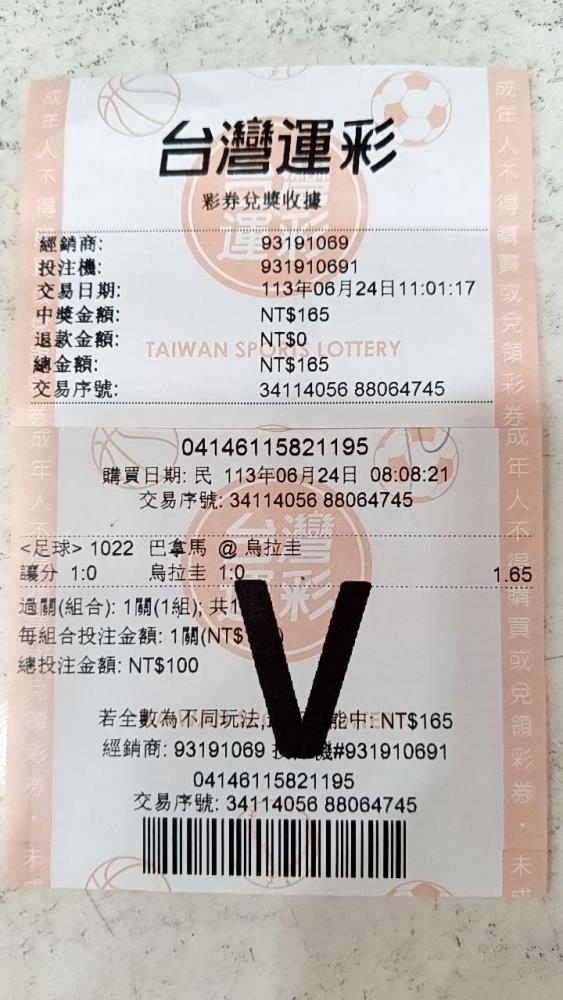 台灣運彩
彩券兌獎收據
經銷商: 93191069
投注機: 931910691
交易日期: 113年06月24日11:01:17
中獎金額: NT$165
退款金額: NT$0
TAIWAN SPORTS LOTTERY
總金額: NT$165
交易序號: 34114056 88064745
04146115821195
購買日期: 民 113年06月24日 08:08:21
交易序號: 34114056 88064745
<足球> 1022 巴拿馬 @ 烏拉圭
讓分 1:0 烏拉圭 1:0 1.65
過關(組合): 1關(1組); 共1
每組合投注金額: 1關(NT$
總投注金額: NT$100
V
若全數為不同玩法, 能中: NT$165
經銷商: 93191069 機#931910691
04146115821195
交易序號: 34114056 88064745
成年人不得購買或兌領彩券
成年人不得購買或兌領彩券・未成